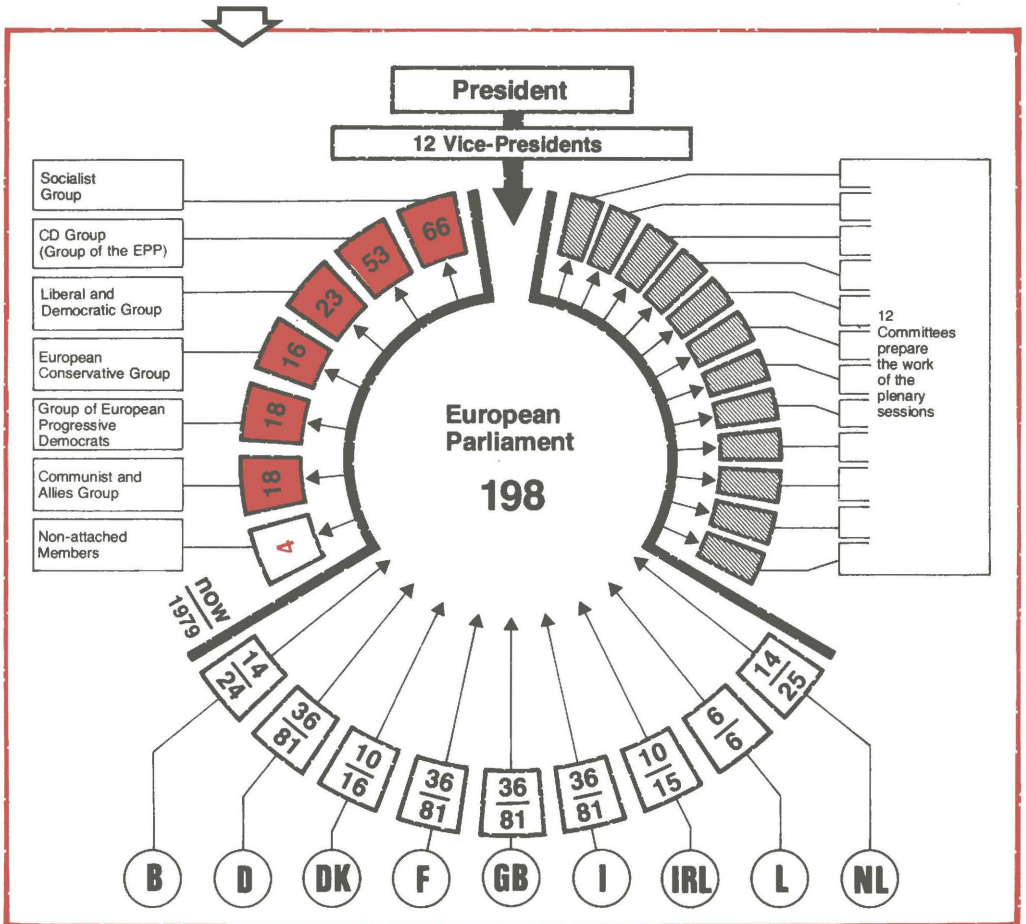 President
12 Vice-Presidents
Socialist
Group
CD Group
(Group of the EPP)
Liberal and
Democratic Group
European
Conservative Group
Group of European
Progressive
Democrats
Communist and
Allies Group
Non-attached
Members
66
53
23
16
18
18
4
European
Parliament
198
12
Committees
prepare
the work
of the
plenary
sessions
now
1979
14
24
36
81
10
16
36
81
36
81
36
81
10
15
6
6
14
25
B
D
DK
F
GB
I
IRL
L
NL